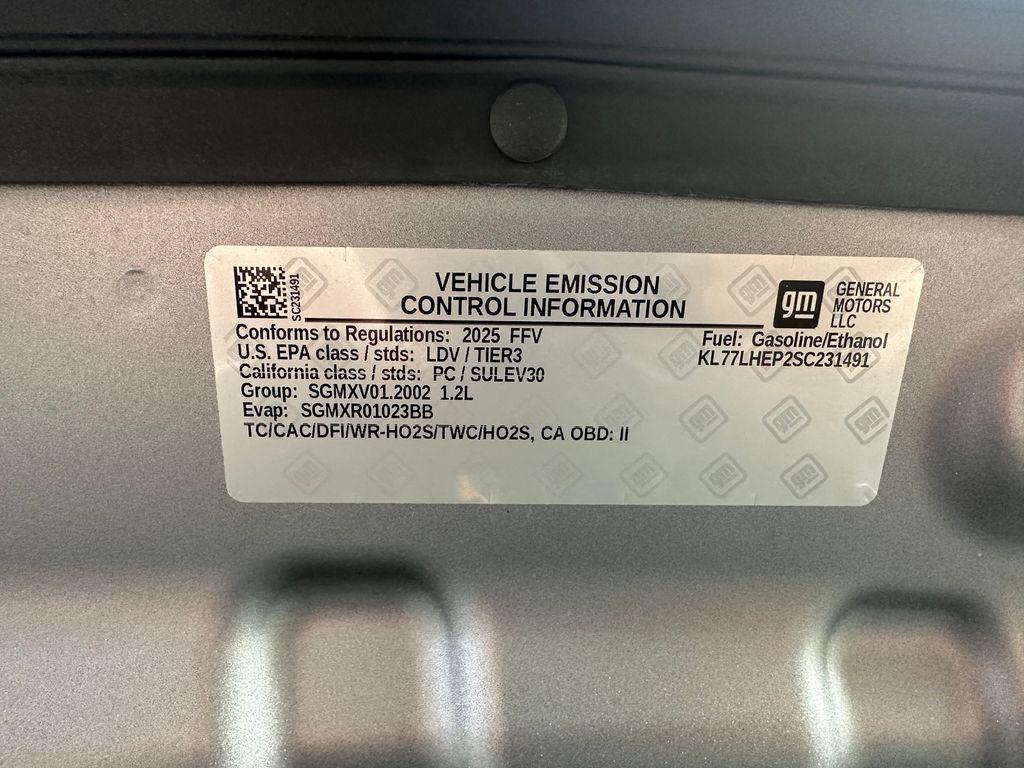 SC231491
VEHICLE EMISSION
CONTROL INFORMATION
gm
GENERAL
MOTORS
LLC
Conforms to Regulations: 2025 FFV
Fuel: Gasoline/Ethanol
U.S. EPA class / stds: LDV / TIER3
KL77LHEP2SC231491
California class / stds: PC / SULEV30
Group: SGMXV01.2002 1.2L
Evap: SGMXR01023BB
TC/CAC/DFI/WR-HO2S/TWC/HO2S, CA OBD: II